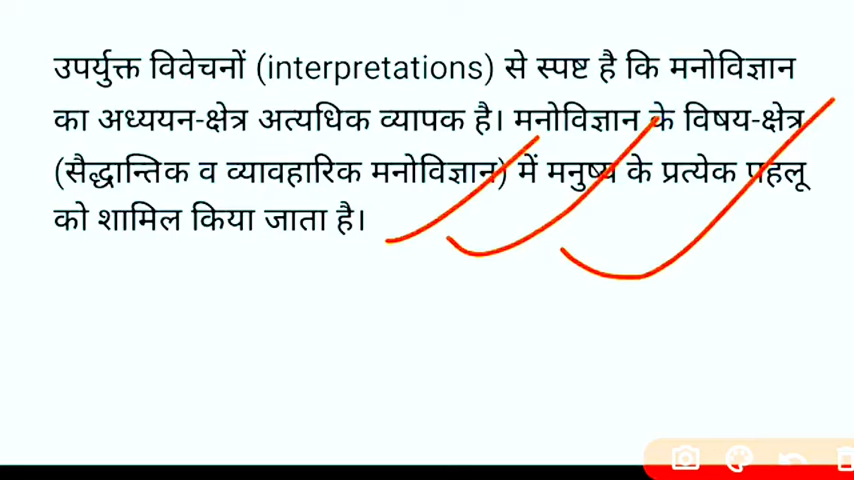 उपर्युक्त विवेचनों (interpretations) से स्पष्ट है कि मनोविज्ञान
का अध्ययन-क्षेत्र अत्यधिक व्यापक है। मनोविज्ञान के विषय-क्षेत्र
(सैद्धान्तिक व व्यावहारिक मनोविज्ञान) में मनुष्य के प्रत्येक पहलू
को शामिल किया जाता है।